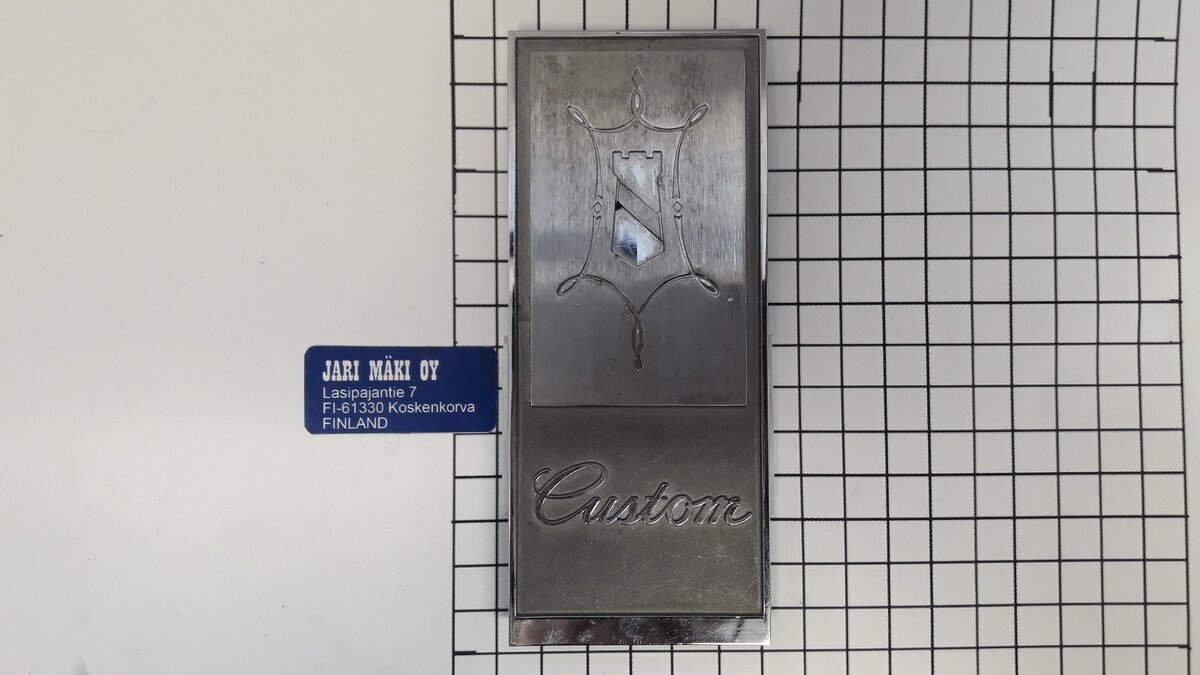 JARI MÄKI OY
Lasipajantie 7
FI-61330 Koskenkorva
FINLAND
Custom